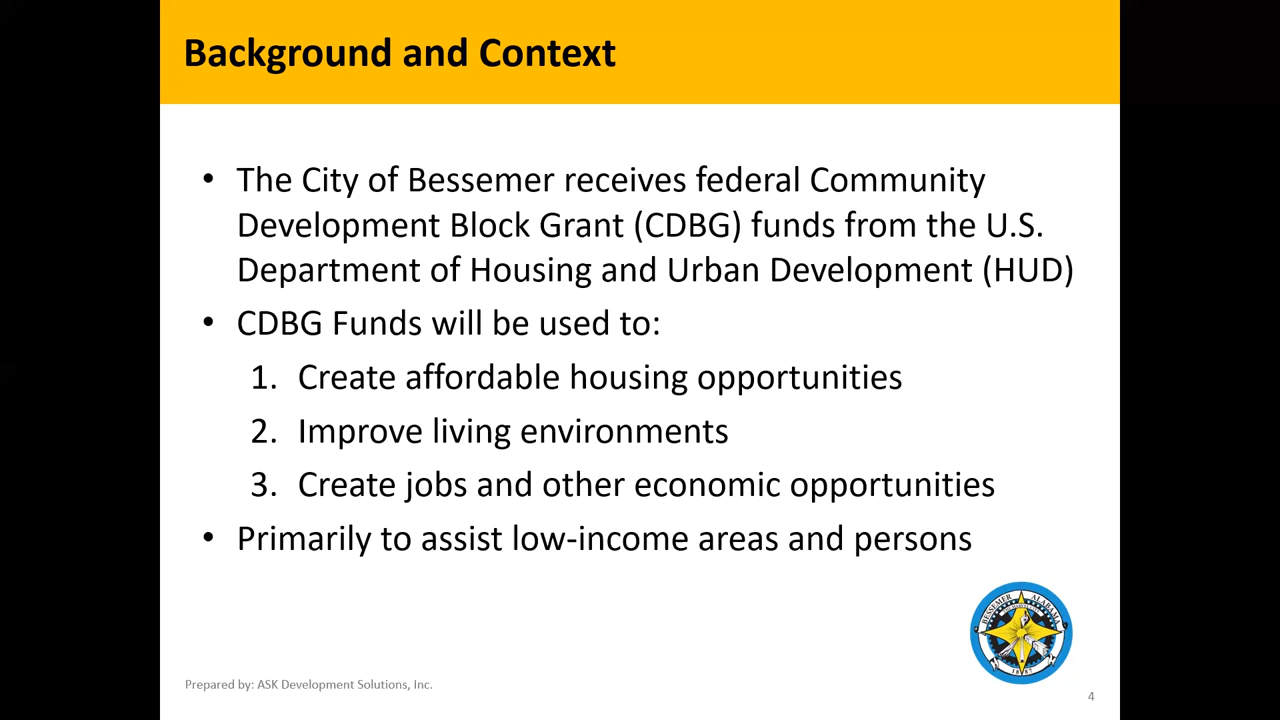 Background and Context
• The City of Bessemer receives federal Community
Development Block Grant (CDBG) funds from the U.S.
Department of Housing and Urban Development (HUD)
• CDBG Funds will be used to:
1. Create affordable housing opportunities
2. Improve living environments
3. Create jobs and other economic opportunities
• Primarily to assist low-income areas and persons
BESSEMER ALABAMA
1887
Prepared by: ASK Development Solutions, Inc.
4